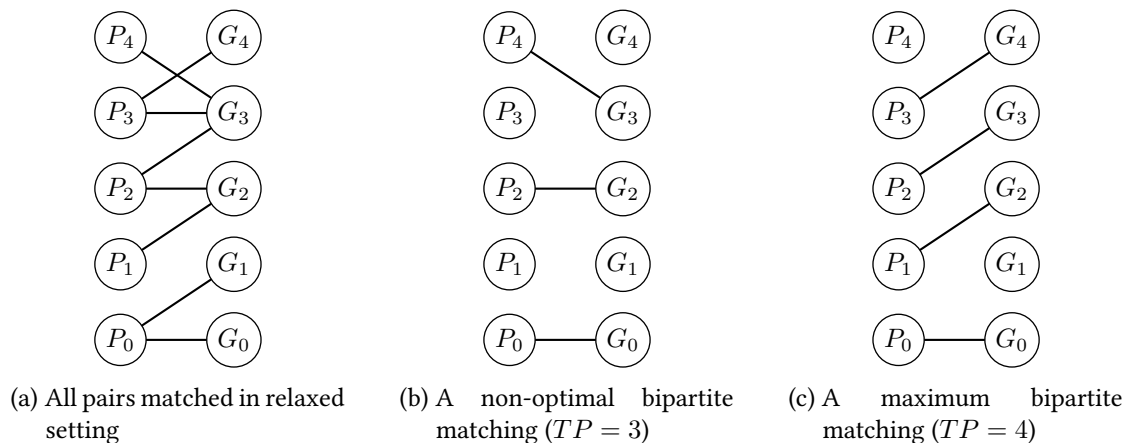 P4 G4 P4 G4 P4 G4
P3 G3 P3 G3 P3 G3
P2 G2 P2 G2 P2 G2
P1 G1 P1 G1 P1 G1
P0 G0 P0 G0 P0 G0
(a) All pairs matched in relaxed
setting
(b) A non-optimal bipartite
matching (TP = 3)
(c) A maximum bipartite
matching (TP = 4)